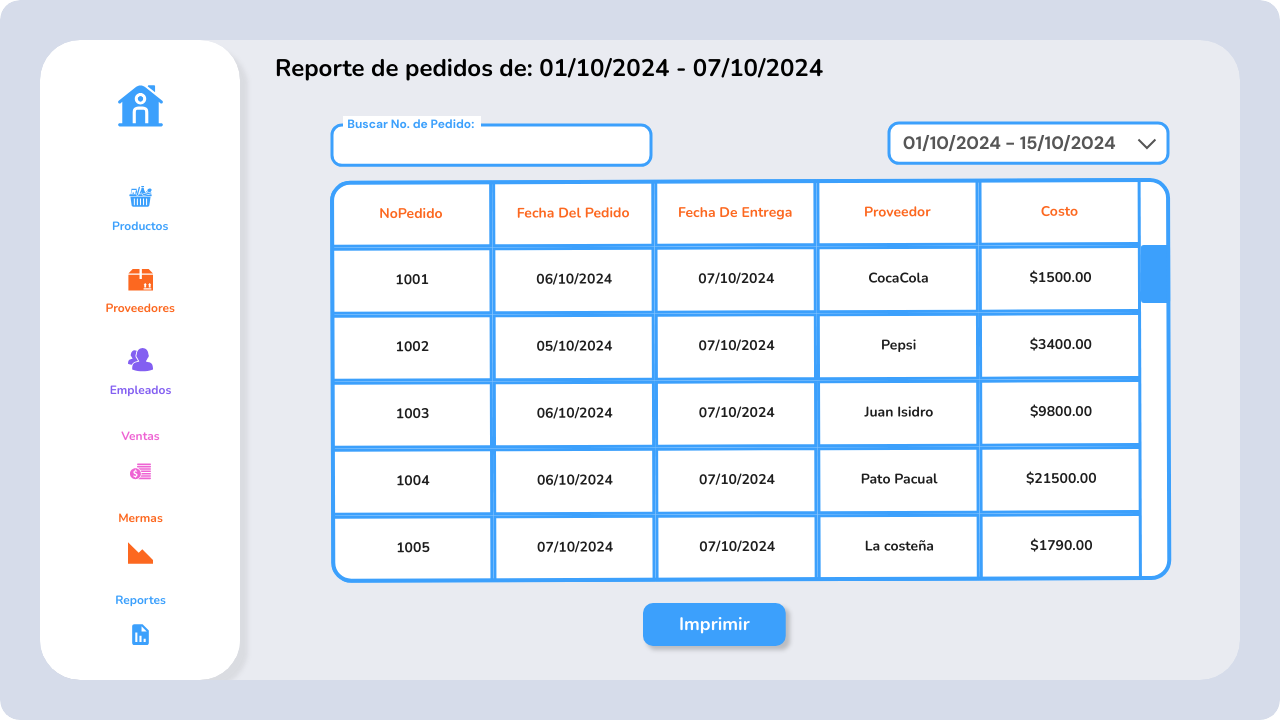 Reporte de pedidos de: 01/10/2024 - 07/10/2024
Buscar No. de Pedido:
01/10/2024 - 15/10/2024
Productos
Proveedores
Empleados
Ventas
Mermas
Reportes
NoPedido Fecha Del Pedido Fecha De Entrega Proveedor Costo
1001 06/10/2024 07/10/2024 CocaCola $1500.00
1002 05/10/2024 07/10/2024 Pepsi $3400.00
1003 06/10/2024 07/10/2024 Juan Isidro $9800.00
1004 06/10/2024 07/10/2024 Pato Pacual $21500.00
1005 07/10/2024 07/10/2024 La costeña $1790.00
Imprimir